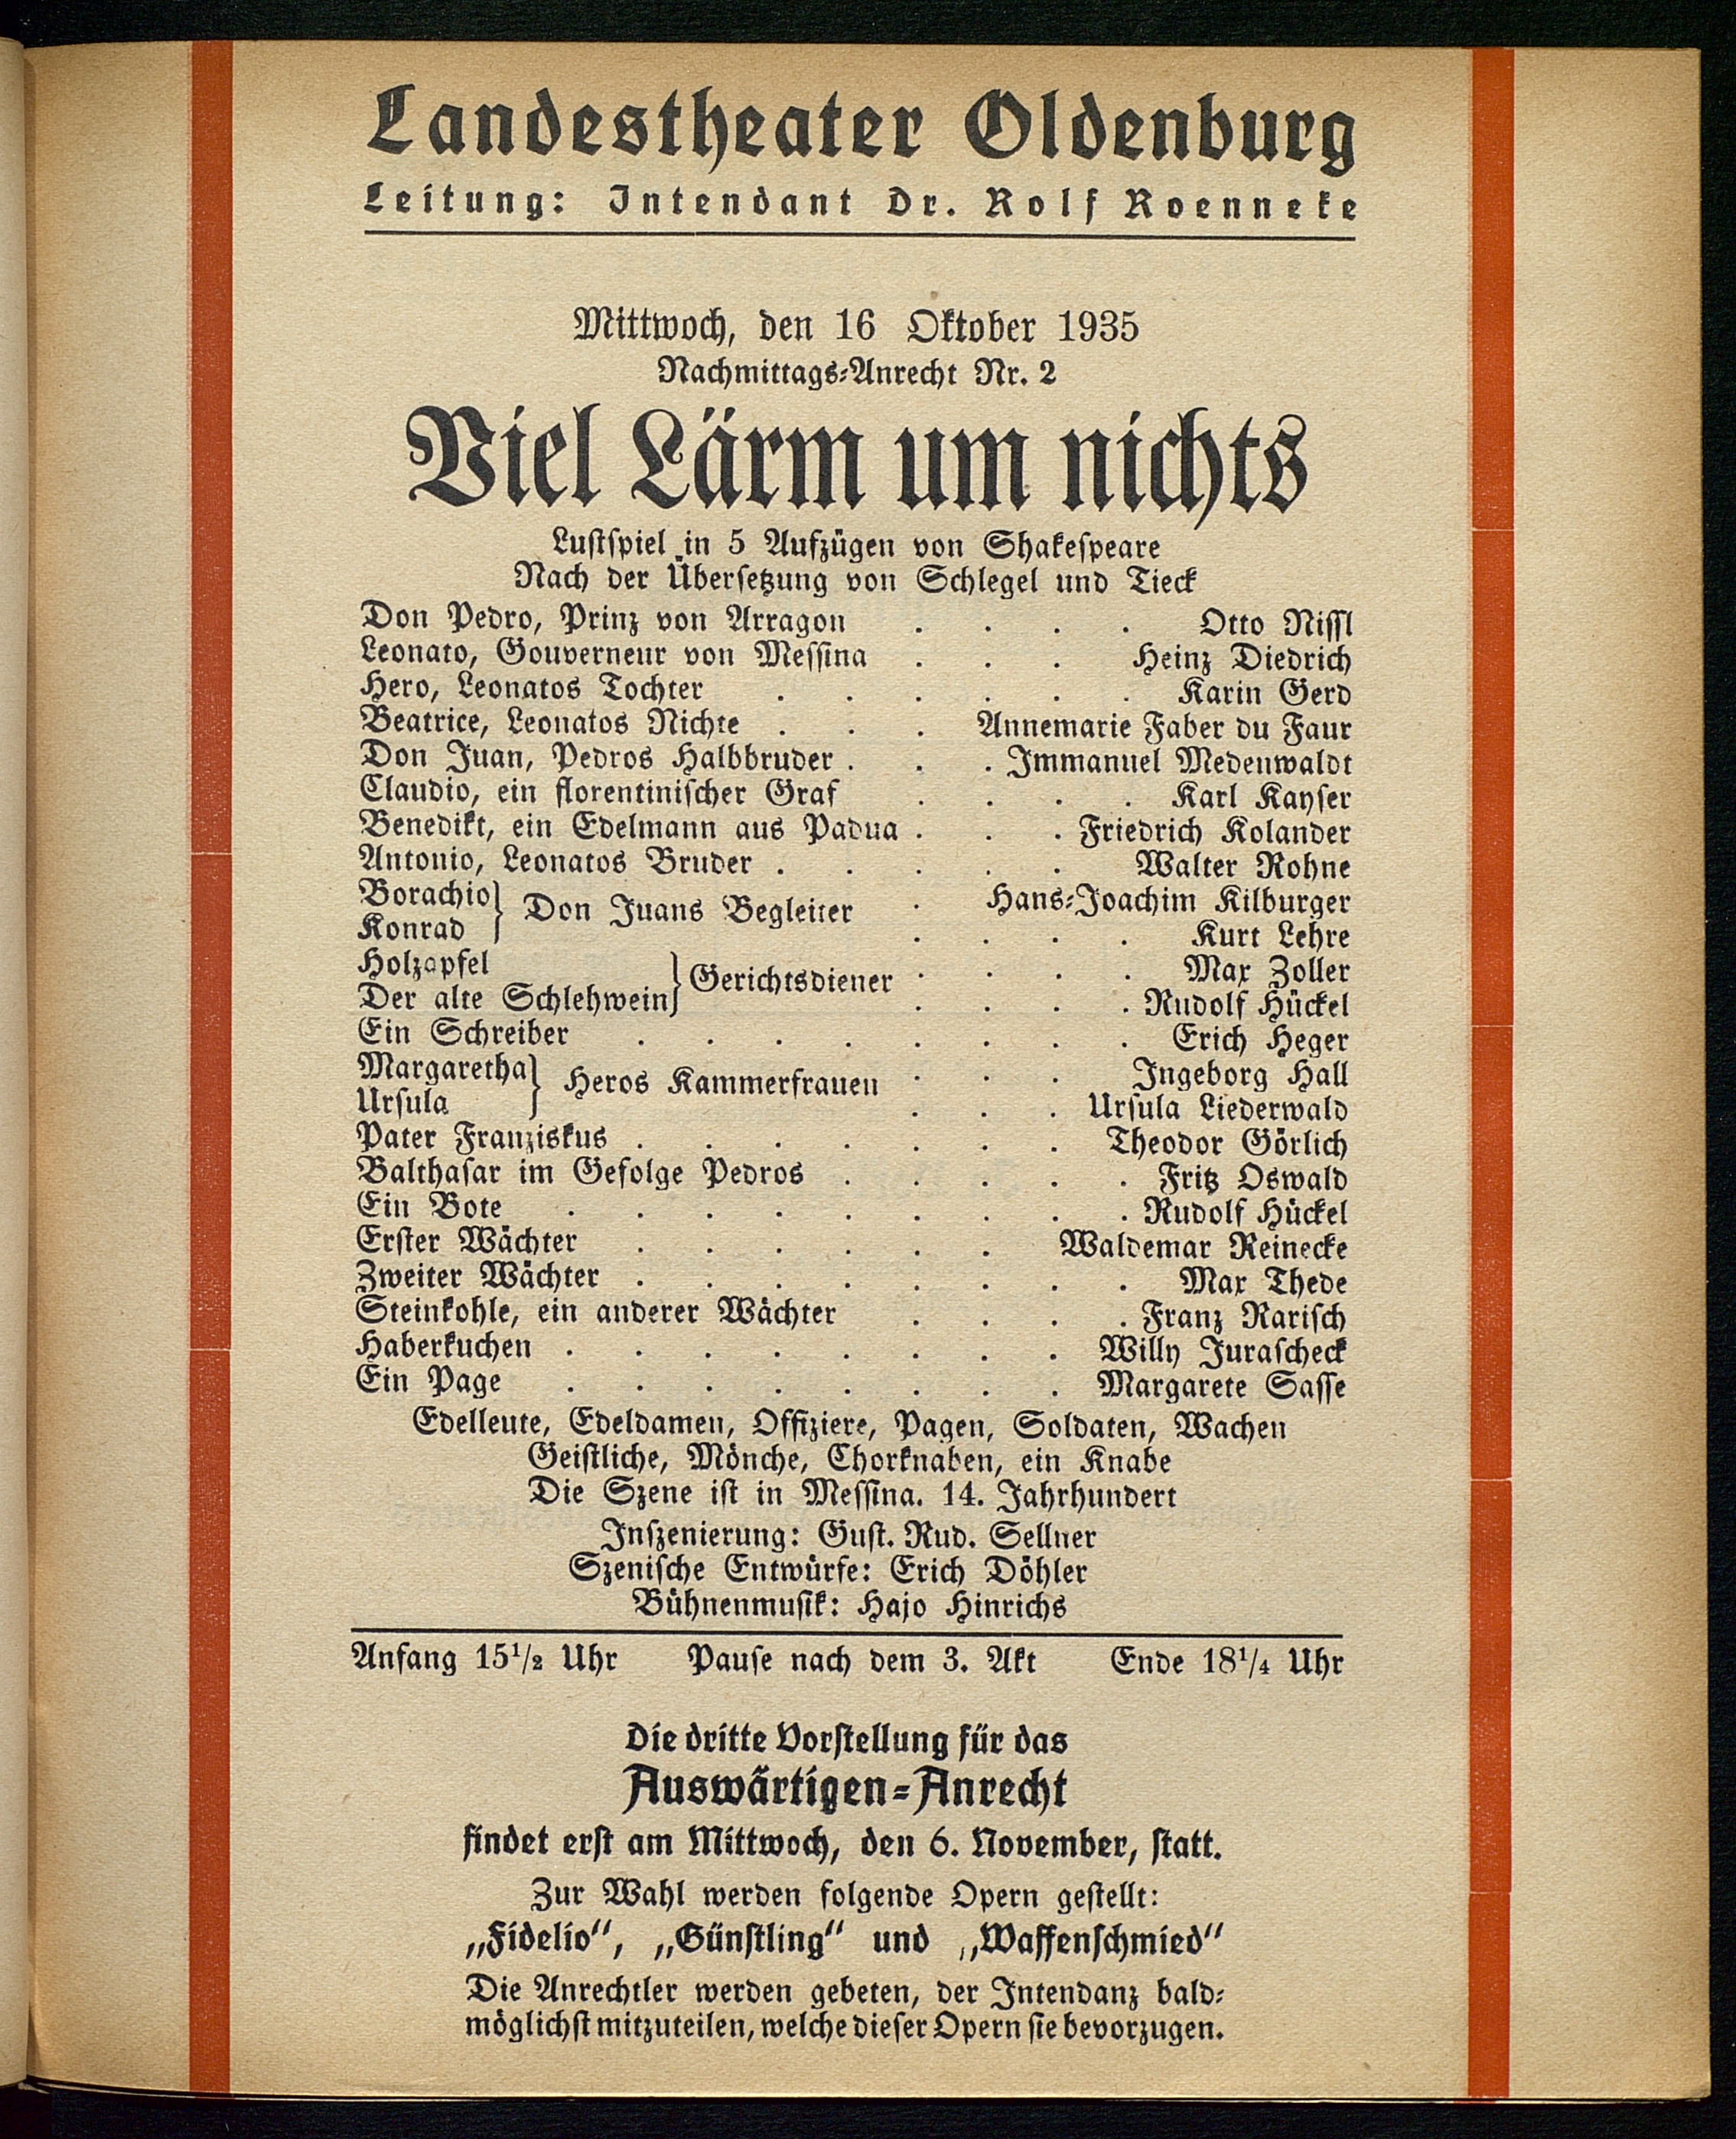 Landestheater Oldenburg
Leitung: Intendant Dr. Rolf Roenneke
Mittwoch, den 16 Oktober 1935
Nachmittags-Anrecht Nr. 2
Viel Lärm um nichts
Lustspiel in 5 Aufzügen von Shakespeare
Nach der Übersetzung von Schlegel und Tieck
Don Pedro, Prinz von Arragon . . . . Otto Nissl
Leonato, Gouverneur von Messina . . . Heinz Diedrich
Hero, Leonatos Tochter . . . . . . Karin Gerd
Beatrice, Leonatos Nichte . . . Annemarie Faber du Faur
Don Juan, Pedros Halbbruder . . . Immanuel Medenwaldt
Claudio, ein florentinischer Graf . . . . Karl Kayser
Benedikt, ein Edelmann aus Padua . . . Friedrich Kolander
Antonio, Leonatos Bruder . . . . . Walter Rohne
Borachio } Don Juans Begleiter . Hans-Joachim Kilburger
Konrad } . . . . Kurt Lehre
Holzapfel } Gerichtsdiener . . . . Max Zoller
Der alte Schlehwein } . . . . Rudolf Hückel
Ein Schreiber . . . . . . . . Erich Heger
Margaretha } Heros Kammerfrauen . . . Ingeborg Hall
Ursula } . . . Ursula Liederwald
Pater Franziskus . . . . . . . Theodor Görlich
Balthasar im Gefolge Pedros . . . . . Fritz Oswald
Ein Bote . . . . . . . . . Rudolf Hückel
Erster Wächter . . . . . . Waldemar Reinecke
Zweiter Wächter . . . . . . . . Max Thede
Steinkohle, ein anderer Wächter . . . . Franz Rarisch
Haberkuchen . . . . . . . . Willy Jurascheck
Ein Page . . . . . . . . Margarete Sasse
Edelleute, Edeldamen, Offiziere, Pagen, Soldaten, Wachen
Geistliche, Mönche, Chorknaben, ein Knabe
Die Szene ist in Messina. 14. Jahrhundert
Inszenierung: Gust. Rud. Sellner
Szenische Entwürfe: Erich Döhler
Bühnenmusik: Hajo Hinrichs
Anfang 15¹/₂ Uhr Pause nach dem 3. Akt Ende 18¹/₄ Uhr
Die dritte Vorstellung für das
Auswärtigen-Anrecht
findet erst am Mittwoch, den 6. November, statt.
Zur Wahl werden folgende Opern gestellt:
„Fidelio“, „Günstling“ und „Waffenschmied“
Die Anrechtler werden gebeten, der Intendanz bald-
möglichst mitzuteilen, welche dieser Opern sie bevorzugen.